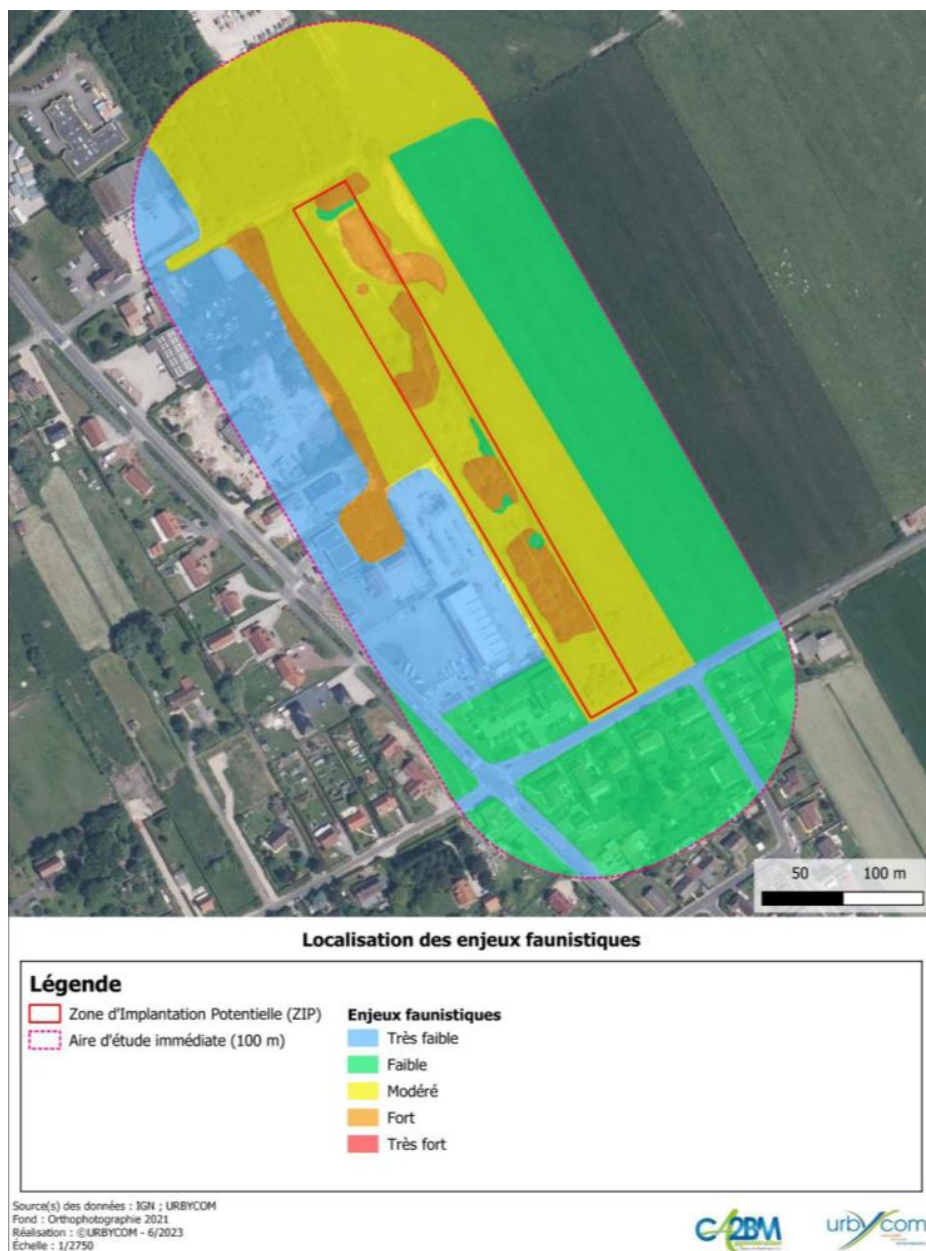 50 100 m
Localisation des enjeux faunistiques
Légende
Zone d'Implantation Potentielle (ZIP)
Aire d'étude immédiate (100 m)
Enjeux faunistiques
Très faible
Faible
Modéré
Fort
Très fort
Source(s) des données : IGN ; URBYCOM
Fond : Orthophotographie 2021
Réalisation : ©URBYCOM - 6/2023
Échelle : 1/2750
CA2BM
urbycom